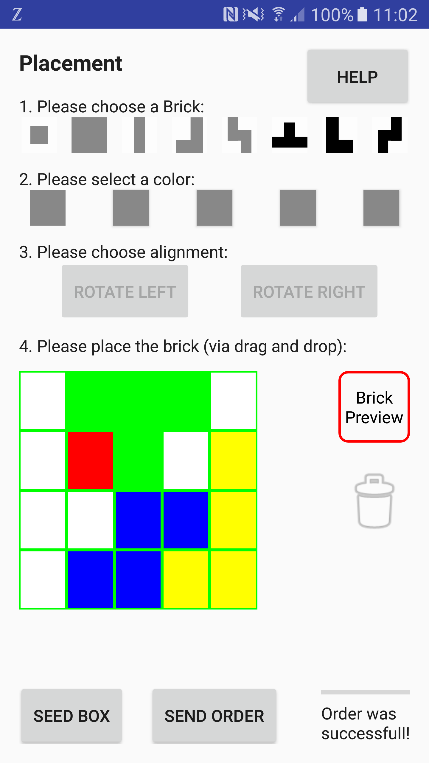 Z 100% 11:02
Placement
HELP
1. Please choose a Brick:
2. Please select a color:
3. Please choose alignment:
ROTATE LEFT ROTATE RIGHT
4. Please place the brick (via drag and drop):
Brick
Preview
SEED BOX SEND ORDER
Order was
successfull!